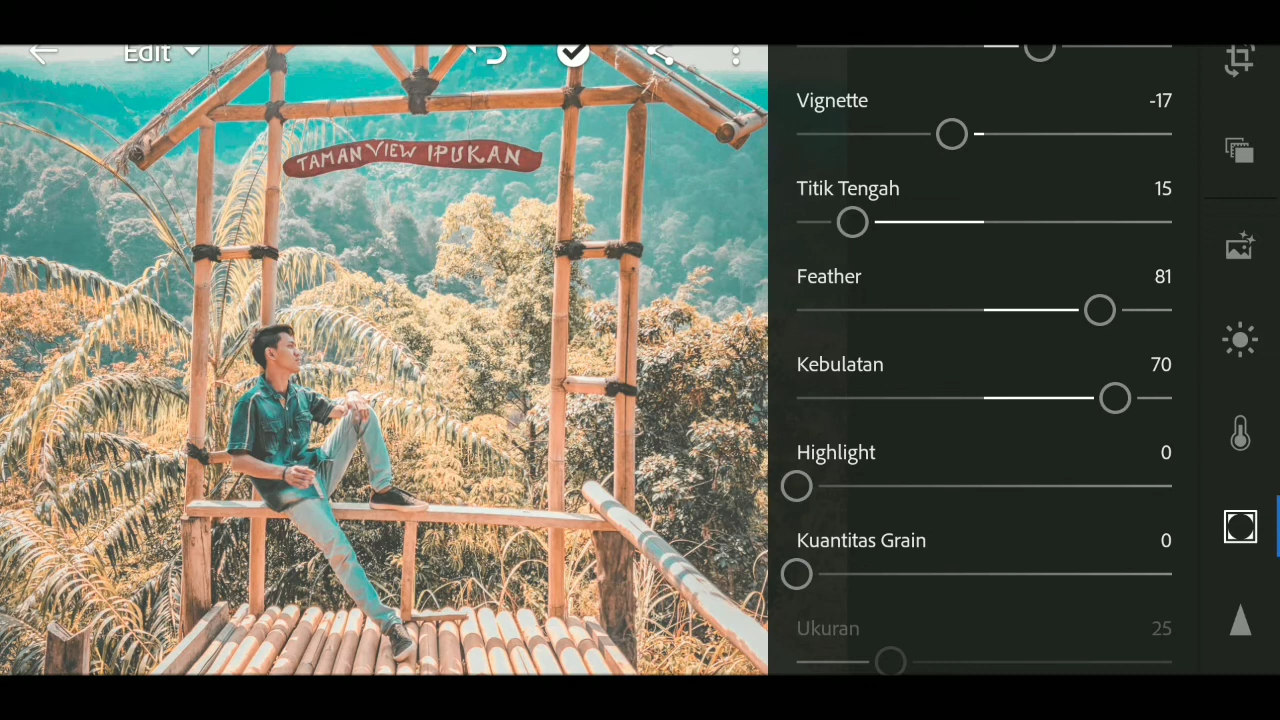 Edit
TAMAN VIEW IPUKAN
Vignette -17
Titik Tengah 15
Feather 81
Kebulatan 70
Highlight 0
Kuantitas Grain 0
Ukuran 25